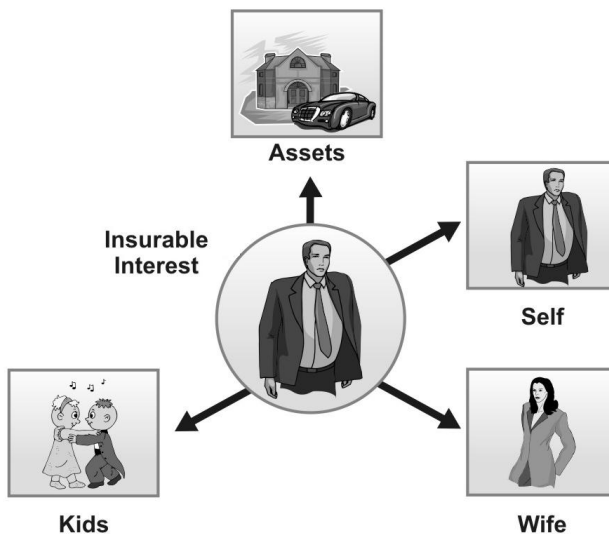 Assets
Insurable
Interest
Self
Kids
Wife